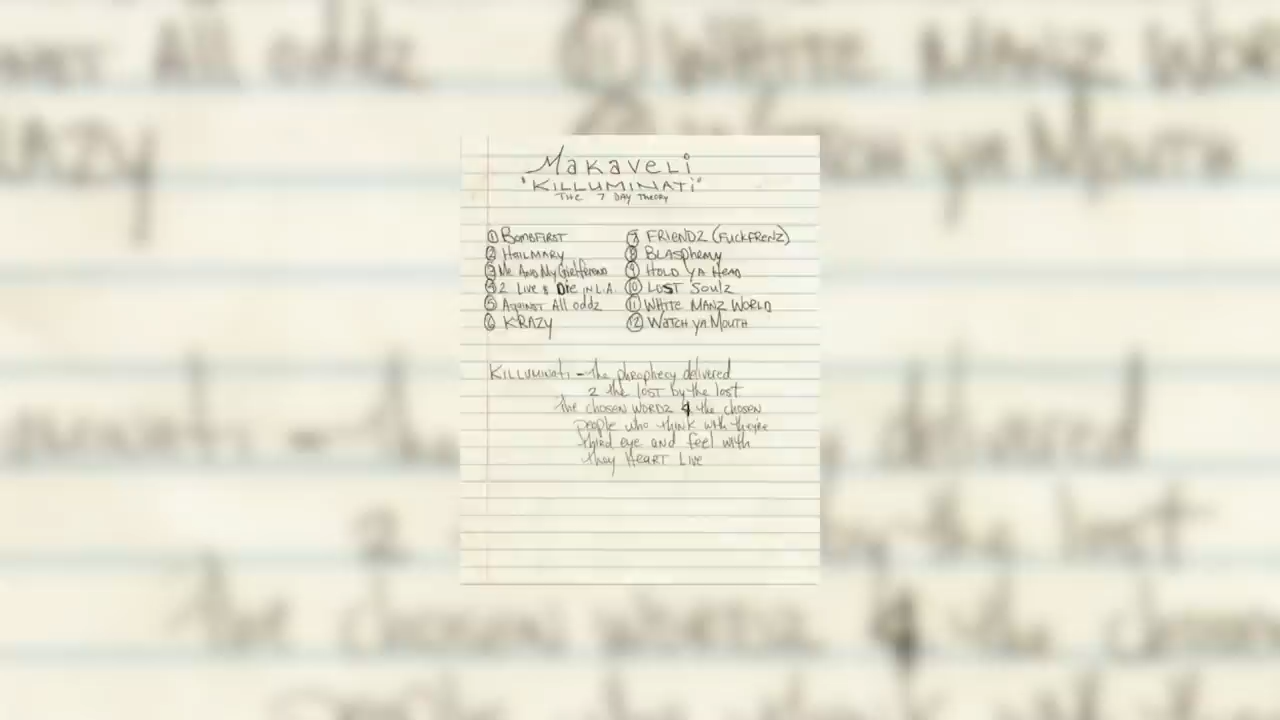 Makaveli
"KILLUMINATi"
THE 7 DAY THEORY
① BOMBFIRST
② HAILMARY
③ Me And My Girlfriend
④ 2 Live & Die IN L.A.
⑤ Against All oddz
⑥ KRAZY
⑦ FRIENDZ (FUCKFRENZ)
⑧ BLASPhemy
⑨ HOLD YA HEAD
⑩ LOST Soulz
⑪ WHITE MANZ WORLD
⑫ WATCH YA MOUTH
KILLUMINATi - the phrophecy delivered
2 the LOST by the lost
the CHOSEN WORDZ 4 the chosen
people who think with theyre
third eye and feel with
they HEART LIVE